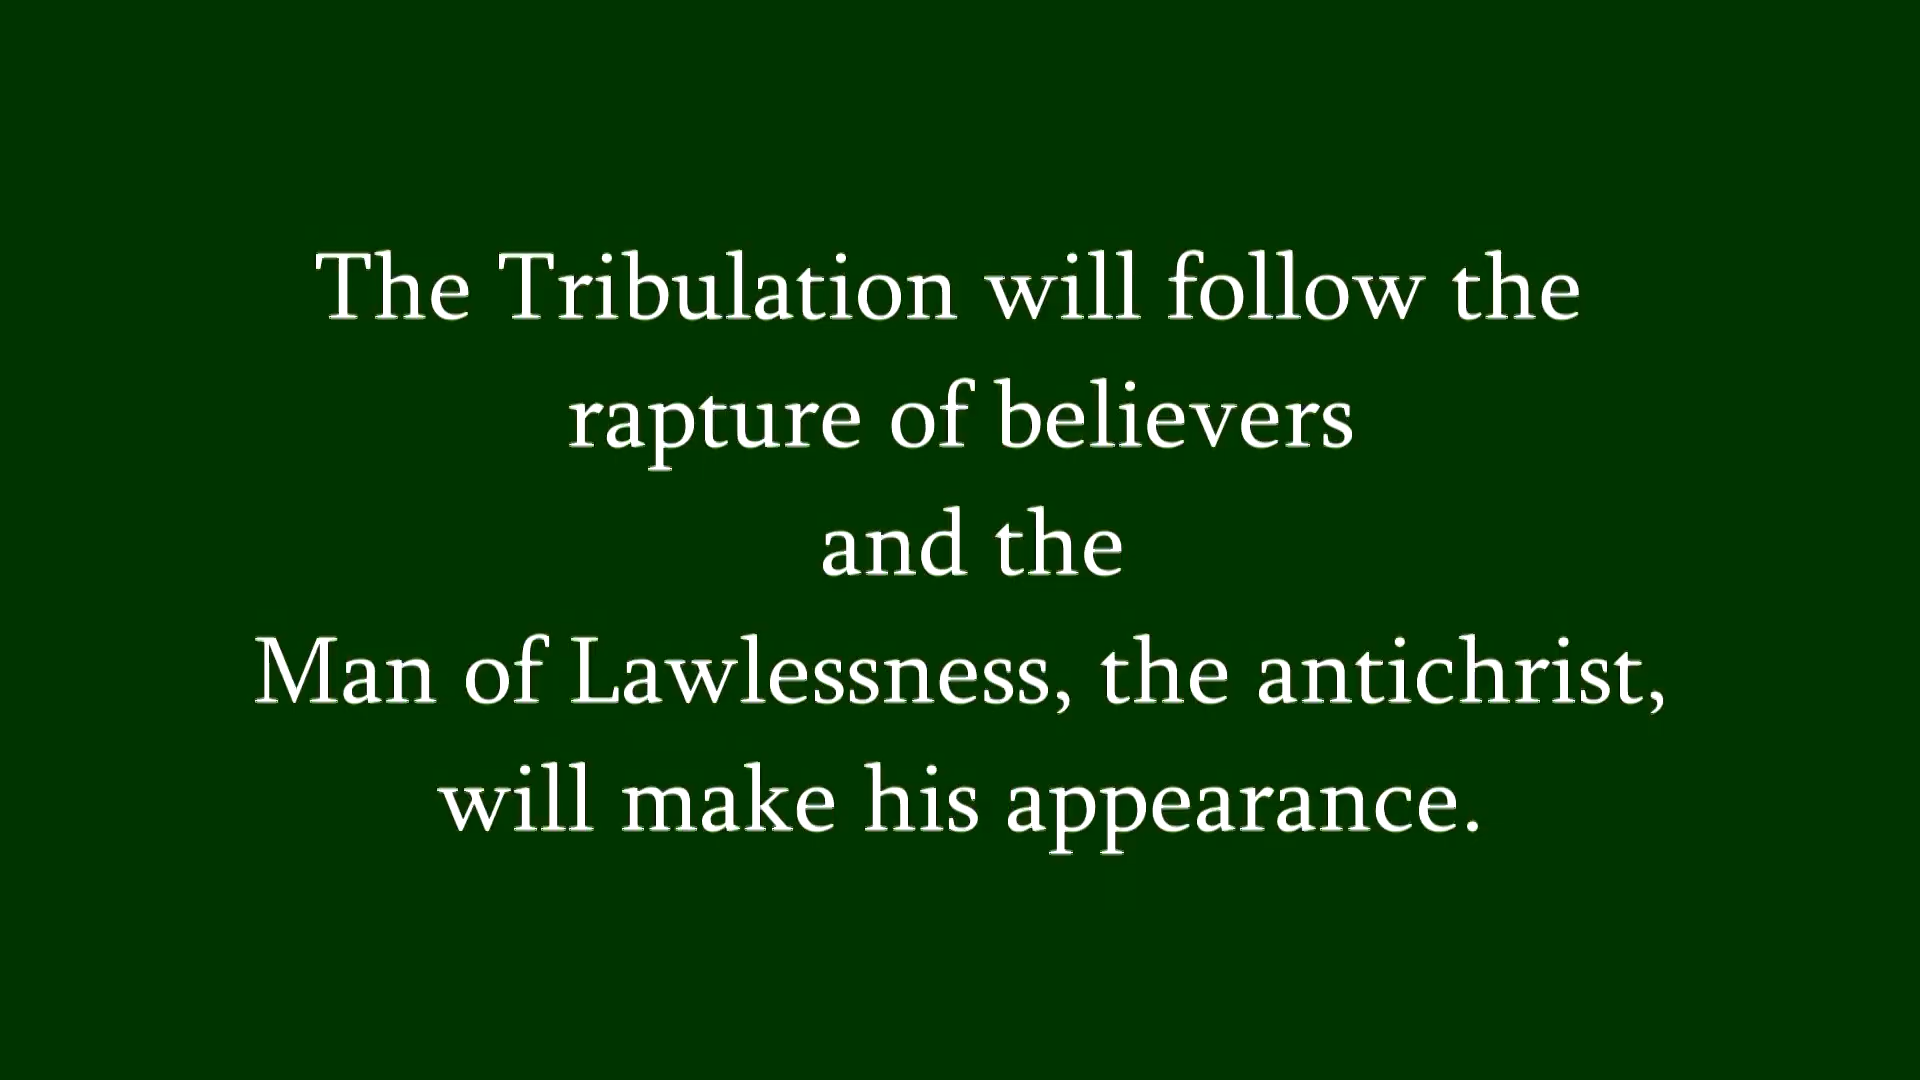 The Tribulation will follow the
rapture of believers
and the
Man of Lawlessness, the antichrist,
will make his appearance.